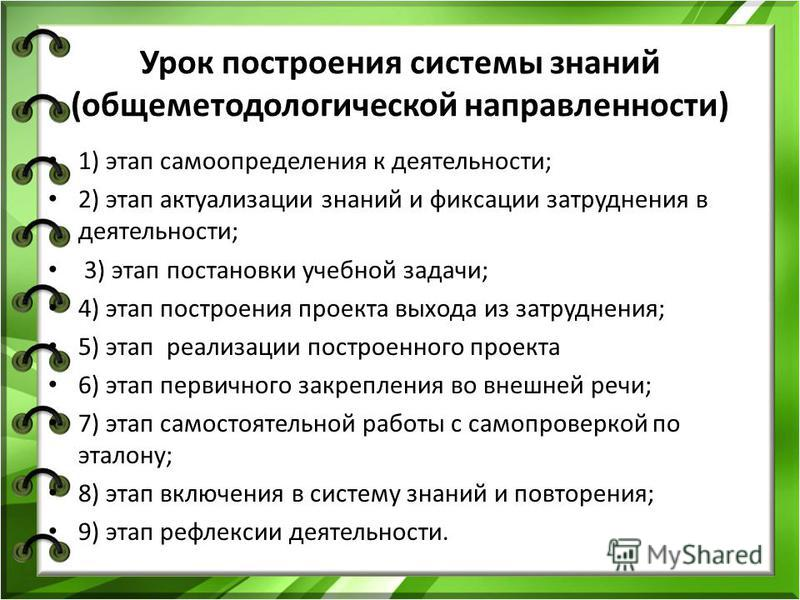 Урок построения системы знаний
(общеметодологической направленности)
• 1) этап самоопределения к деятельности;
• 2) этап актуализации знаний и фиксации затруднения в
деятельности;
• 3) этап постановки учебной задачи;
• 4) этап построения проекта выхода из затруднения;
• 5) этап реализации построенного проекта
• 6) этап первичного закрепления во внешней речи;
• 7) этап самостоятельной работы с самопроверкой по
эталону;
• 8) этап включения в систему знаний и повторения;
• 9) этап рефлексии деятельности.
MyShared